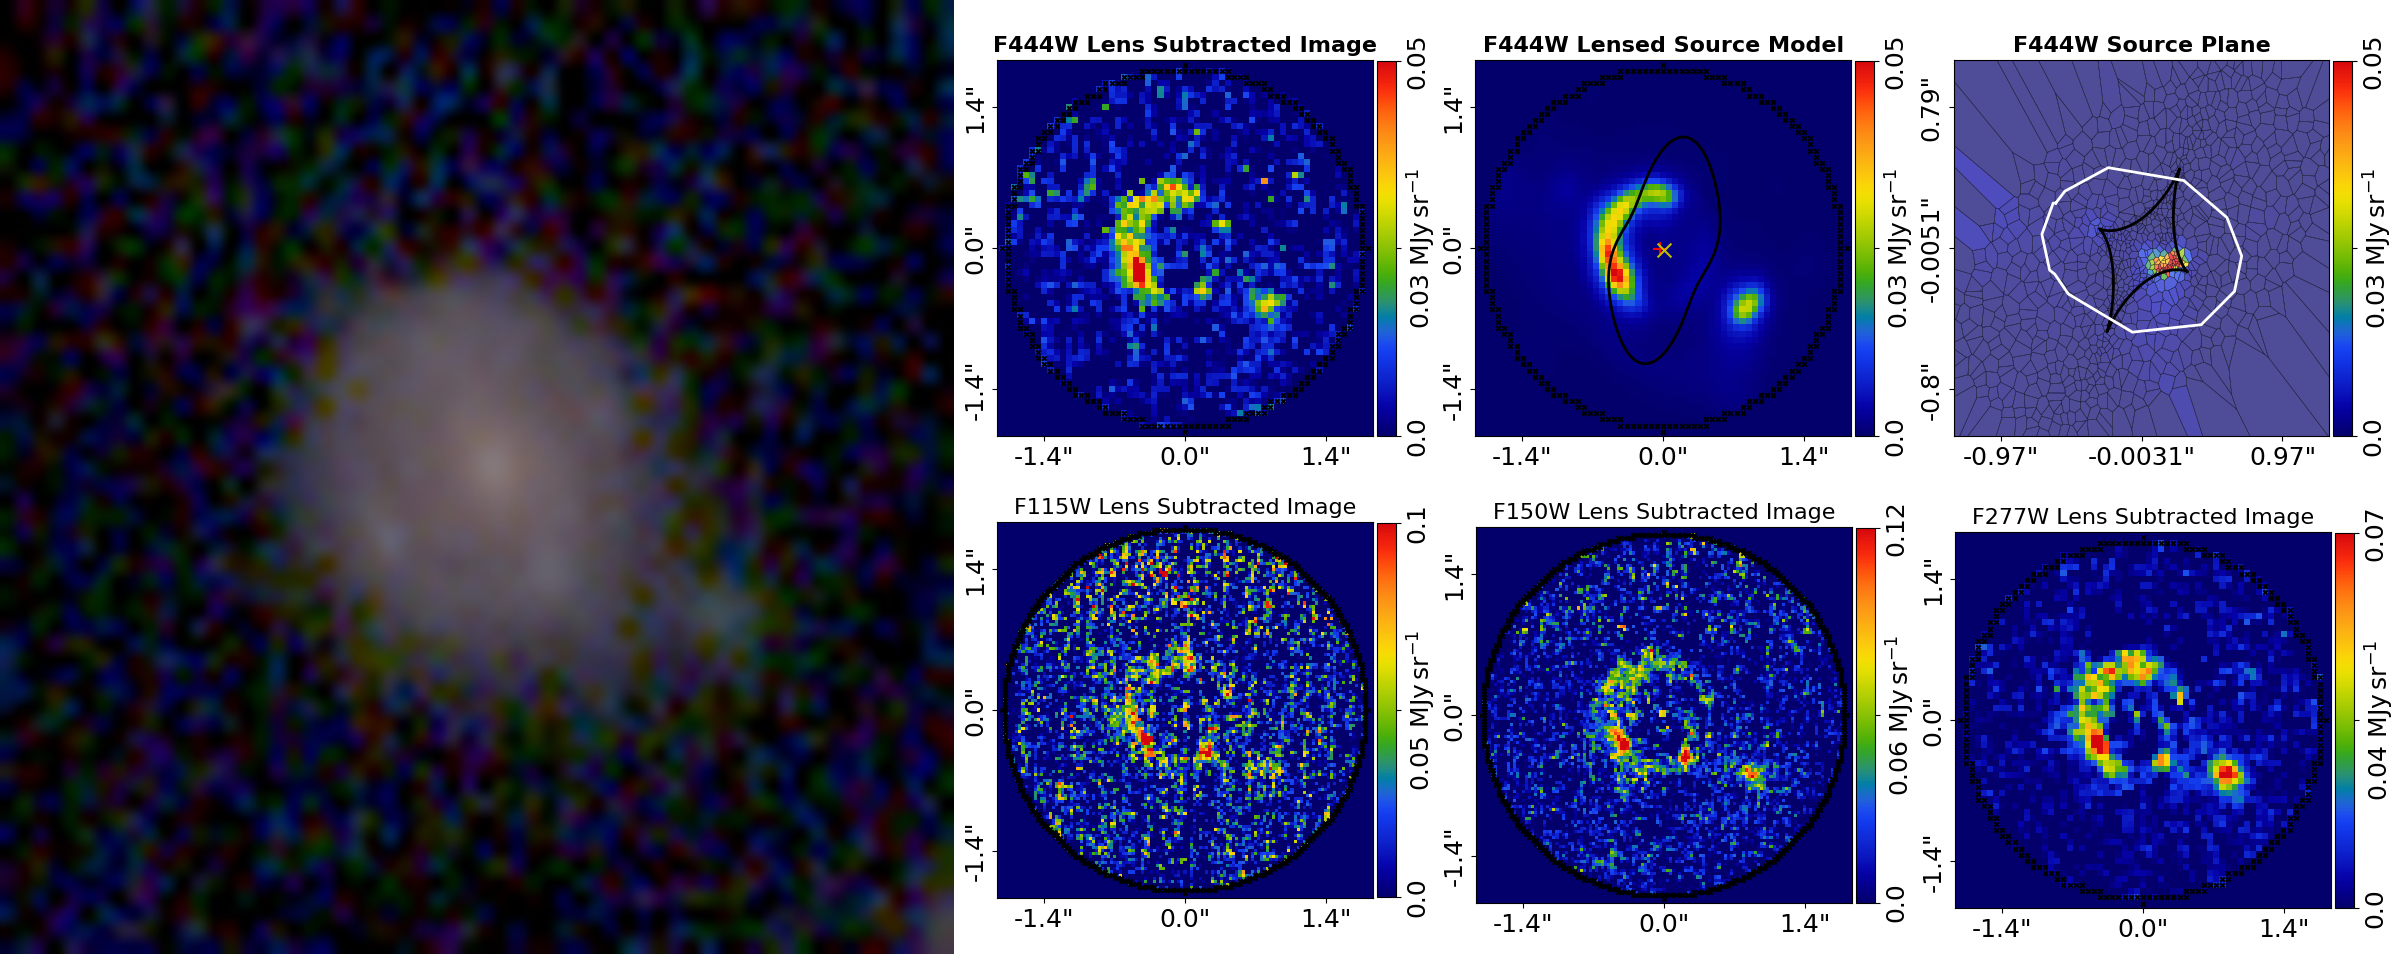 F444W Lens Subtracted Image
1.4"
0.0"
-1.4"
-1.4" 0.0" 1.4"
0.05
0.03 MJy sr⁻¹
0.0
F444W Lensed Source Model
1.4"
0.0"
-1.4"
-1.4" 0.0" 1.4"
0.05
0.03 MJy sr⁻¹
0.0
F444W Source Plane
0.79"
-0.0051"
-0.8"
-0.97" -0.0031" 0.97"
0.05
0.03 MJy sr⁻¹
0.0
F115W Lens Subtracted Image
1.4"
0.0"
-1.4"
-1.4" 0.0" 1.4"
0.1
0.05 MJy sr⁻¹
0.0
F150W Lens Subtracted Image
1.4"
0.0"
-1.4"
-1.4" 0.0" 1.4"
0.12
0.06 MJy sr⁻¹
0.0
F277W Lens Subtracted Image
1.4"
0.0"
-1.4"
-1.4" 0.0" 1.4"
0.07
0.04 MJy sr⁻¹
0.0